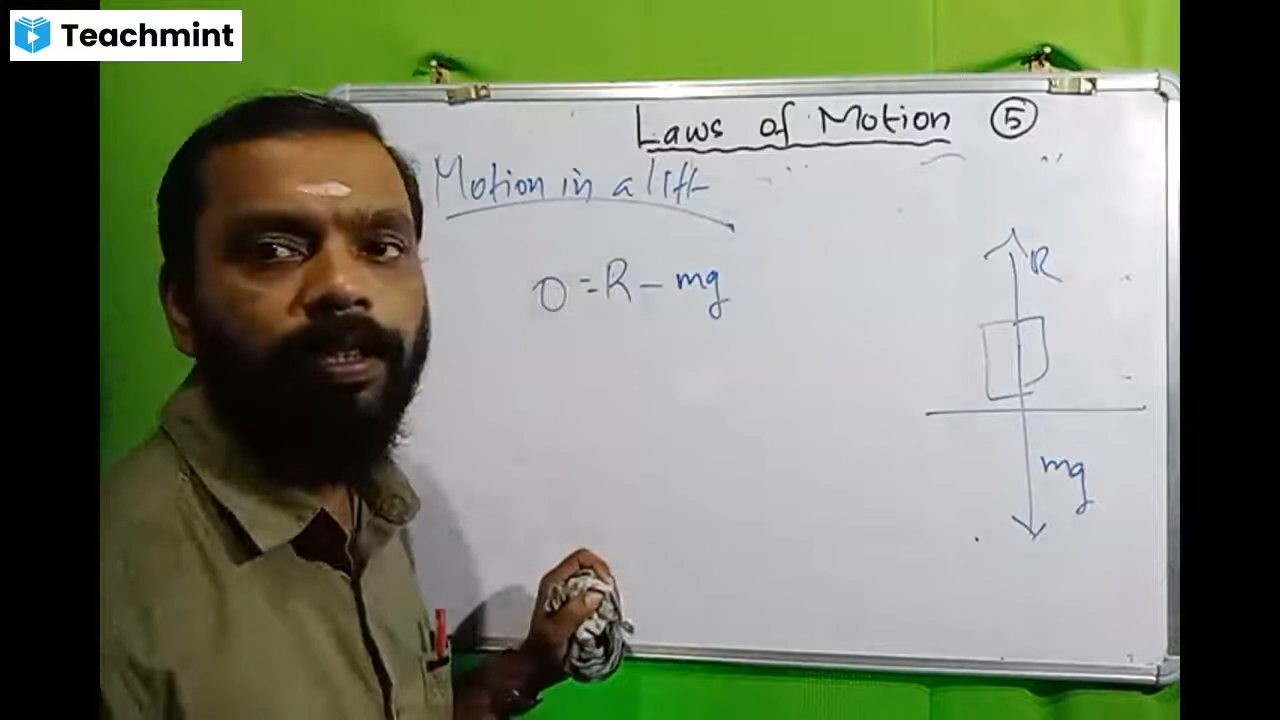 Teachmint
Laws of Motion 5
Motion in a lift
0 = R - mg
R
mg